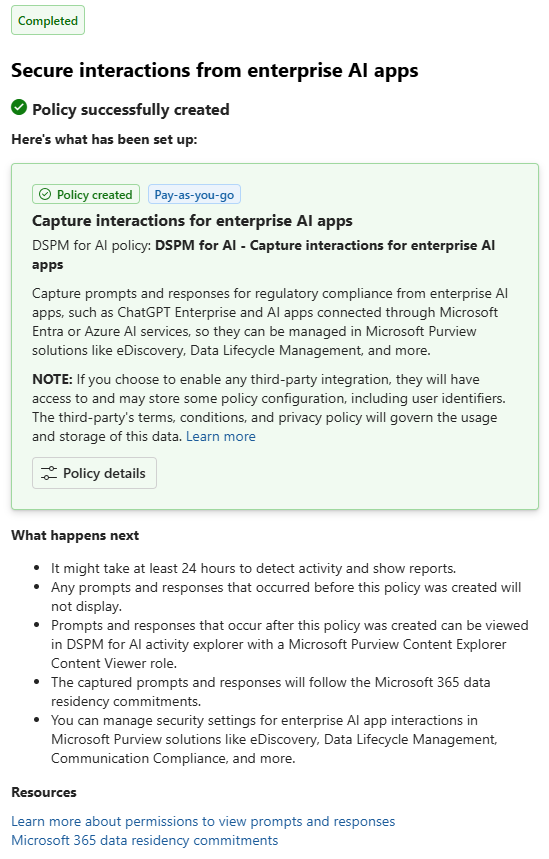 Completed
Secure interactions from enterprise AI apps
Policy successfully created
Here's what has been set up:
Policy created
Pay-as-you-go
Capture interactions for enterprise AI apps
DSPM for AI policy: DSPM for AI - Capture interactions for enterprise AI
apps
Capture prompts and responses for regulatory compliance from enterprise AI
apps, such as ChatGPT Enterprise and AI apps connected through Microsoft
Entra or Azure AI services, so they can be managed in Microsoft Purview
solutions like eDiscovery, Data Lifecycle Management, and more.
NOTE: If you choose to enable any third-party integration, they will have
access to and may store some policy configuration, including user identifiers.
The third-party's terms, conditions, and privacy policy will govern the usage
and storage of this data. Learn more
Policy details
What happens next
• It might take at least 24 hours to detect activity and show reports.
• Any prompts and responses that occurred before this policy was created will
not display.
• Prompts and responses that occur after this policy was created can be viewed
in DSPM for AI activity explorer with a Microsoft Purview Content Explorer
Content Viewer role.
• The captured prompts and responses will follow the Microsoft 365 data
residency commitments.
• You can manage security settings for enterprise AI app interactions in
Microsoft Purview solutions like eDiscovery, Data Lifecycle Management,
Communication Compliance, and more.
Resources
Learn more about permissions to view prompts and responses
Microsoft 365 data residency commitments